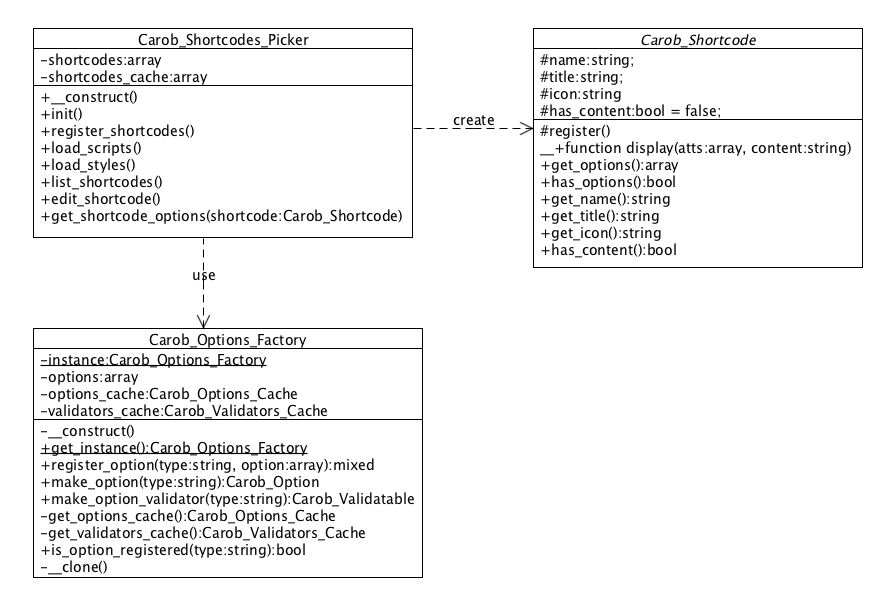 Carob_Shortcodes_Picker
-shortcodes:array
-shortcodes_cache:array
+__construct()
+init()
+register_shortcodes()
+load_scripts()
+load_styles()
+list_shortcodes()
+edit_shortcode()
+get_shortcode_options(shortcode:Carob_Shortcode)
create
Carob_Shortcode
#name:string;
#title:string;
#icon:string
#has_content:bool = false;
#register()
__+function display(atts:array, content:string)
+get_options():array
+has_options():bool
+get_name():string
+get_title():string
+get_icon():string
+has_content():bool
use
Carob_Options_Factory
-instance:Carob_Options_Factory
-options:array
-options_cache:Carob_Options_Cache
-validators_cache:Carob_Validators_Cache
-__construct()
+get_instance():Carob_Options_Factory
+register_option(type:string, option:array):mixed
+make_option(type:string):Carob_Option
+make_option_validator(type:string):Carob_Validatable
-get_options_cache():Carob_Options_Cache
-get_validators_cache():Carob_Validators_Cache
+is_option_registered(type:string):bool
-__clone()